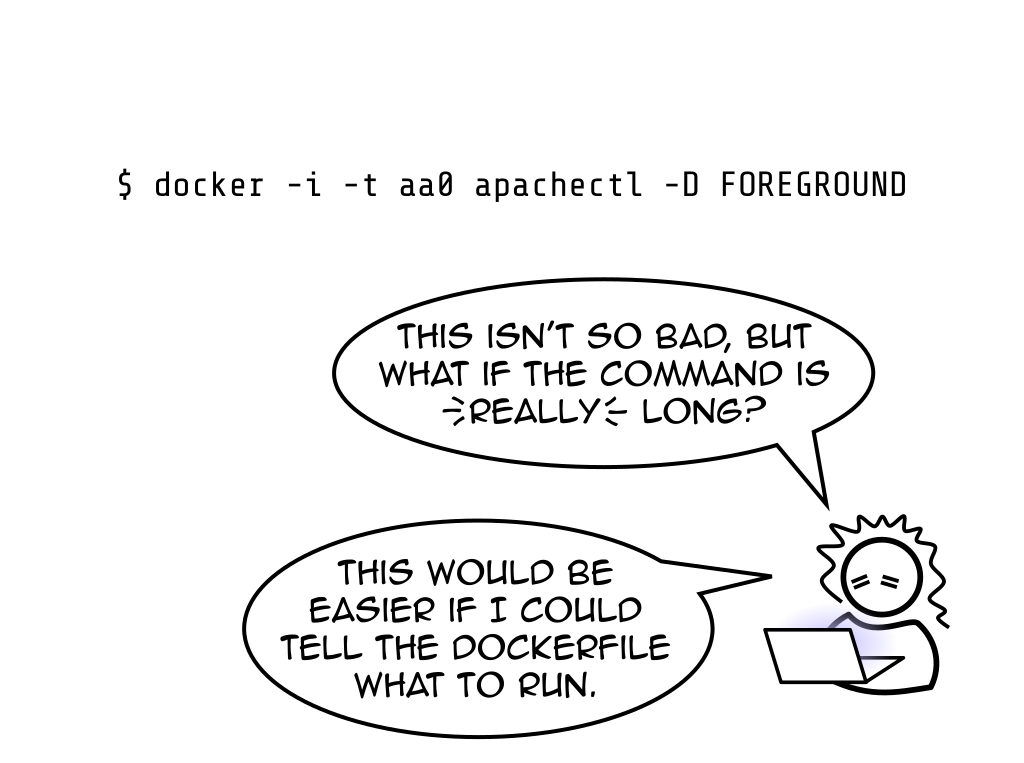 $ docker -i -t aa0 apachectl -D FOREGROUND
THIS ISN'T SO BAD, BUT
WHAT IF THE COMMAND IS
REALLY LONG?
THIS WOULD BE
EASIER IF I COULD
TELL THE DOCKERFILE
WHAT TO RUN.